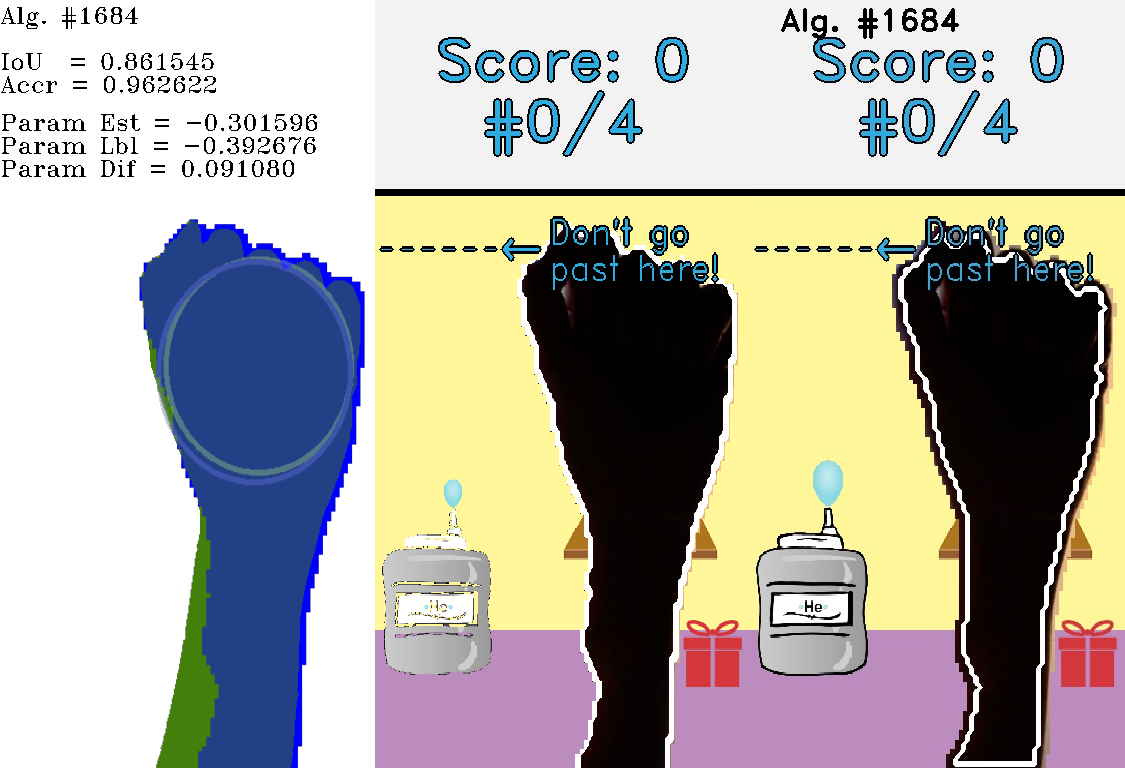 Alg. #1684
IoU = 0.861545
Accr = 0.962622
Param Est = -0.301596
Param Lbl = -0.392676
Param Dif = 0.091080
Score: 0
#0/4
Don't go
past here!
He
Alg. #1684
Score: 0
#0/4
Don't go
past here!
He